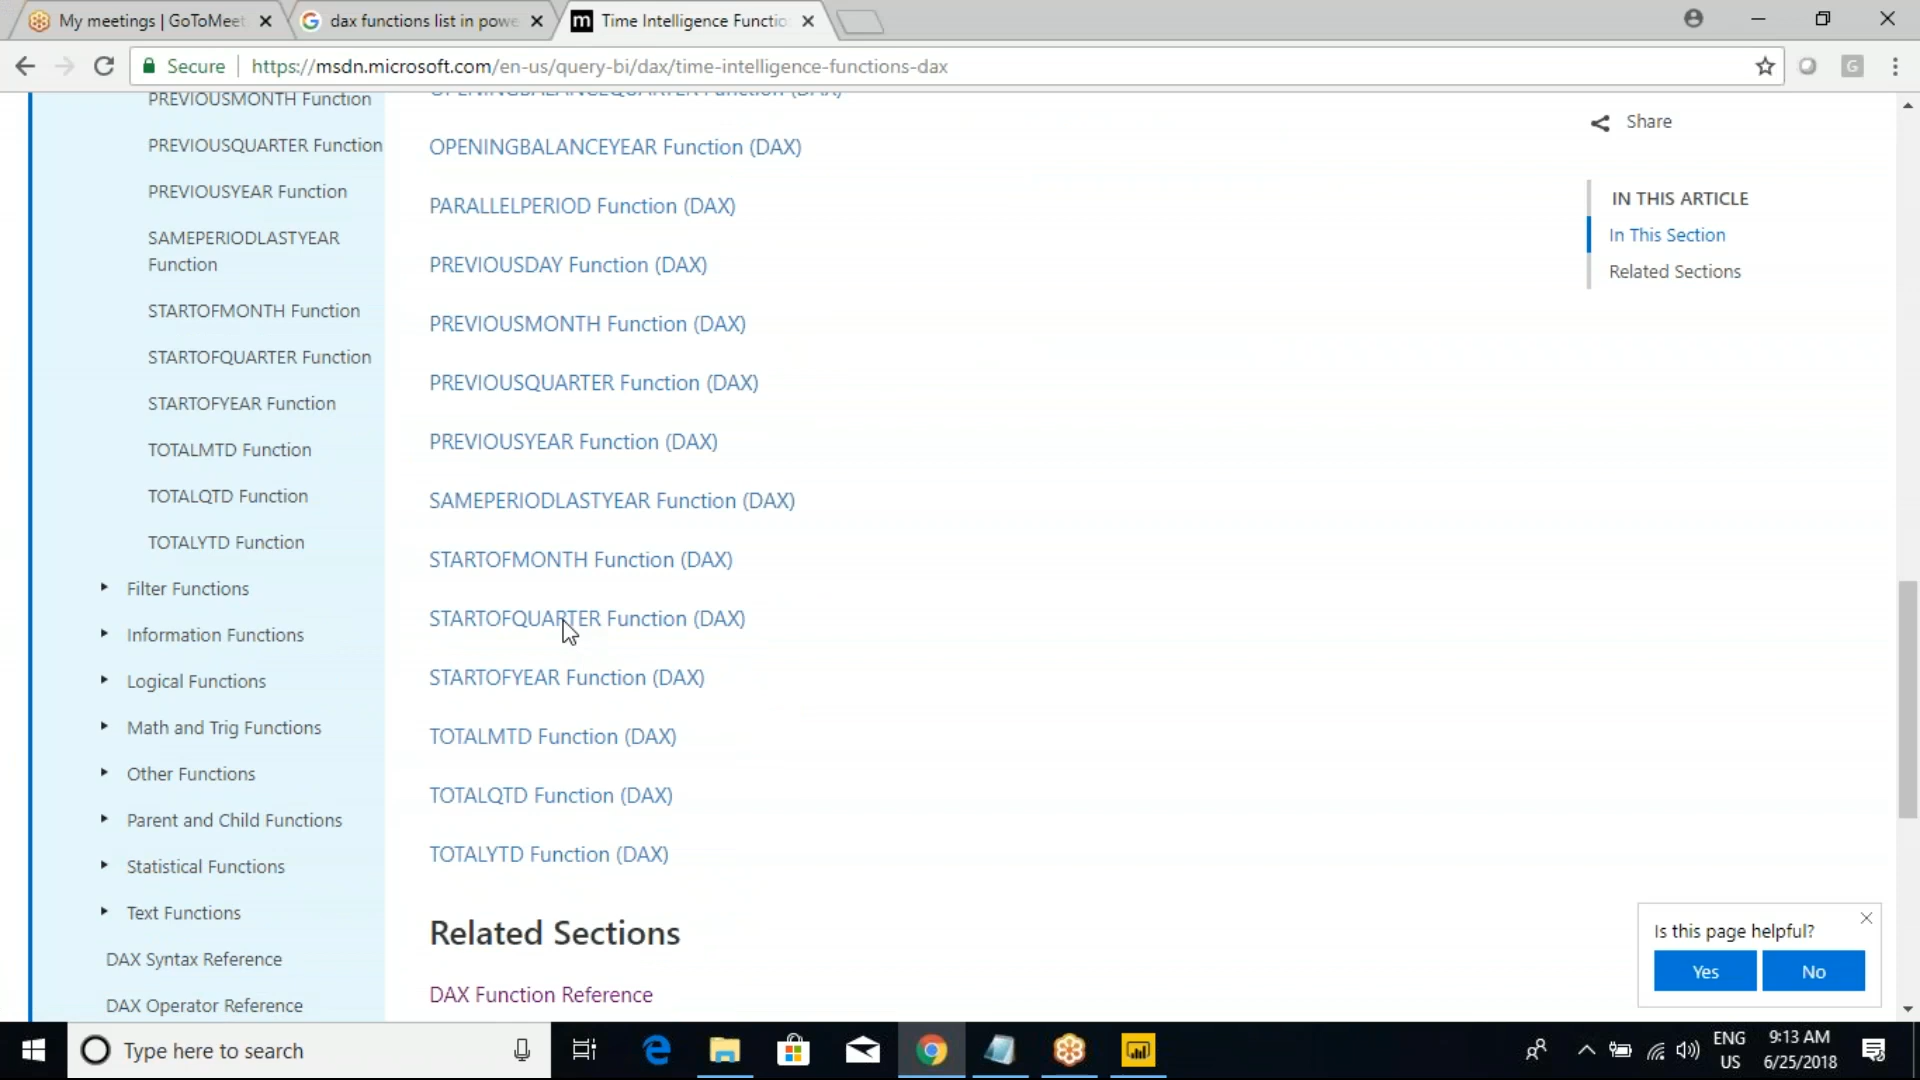 My meetings | GoToMeet
dax functions list in powe
m Time Intelligence Functio
Secure https://msdn.microsoft.com/en-us/query-bi/dax/time-intelligence-functions-dax
PREVIOUSMONTH Function
PREVIOUSQUARTER Function
PREVIOUSYEAR Function
SAMEPERIODLASTYEAR
Function
STARTOFMONTH Function
STARTOFQUARTER Function
STARTOFYEAR Function
TOTALMTD Function
TOTALQTD Function
TOTALYTD Function
Filter Functions
Information Functions
Logical Functions
Math and Trig Functions
Other Functions
Parent and Child Functions
Statistical Functions
Text Functions
DAX Syntax Reference
DAX Operator Reference
OPENINGBALANCEQUARTER Function (DAX)
OPENINGBALANCEYEAR Function (DAX)
PARALLELPERIOD Function (DAX)
PREVIOUSDAY Function (DAX)
PREVIOUSMONTH Function (DAX)
PREVIOUSQUARTER Function (DAX)
PREVIOUSYEAR Function (DAX)
SAMEPERIODLASTYEAR Function (DAX)
STARTOFMONTH Function (DAX)
STARTOFQUARTER Function (DAX)
STARTOFYEAR Function (DAX)
TOTALMTD Function (DAX)
TOTALQTD Function (DAX)
TOTALYTD Function (DAX)
Related Sections
DAX Function Reference
Share
IN THIS ARTICLE
In This Section
Related Sections
Is this page helpful?
Yes
No
Type here to search
ENG
US
9:13 AM
6/25/2018